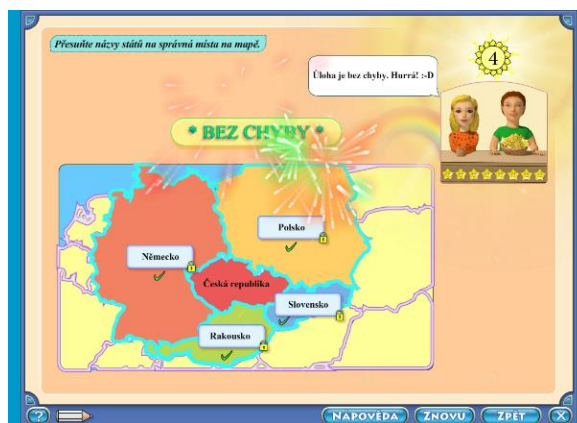 Přesuňte názvy států na správná místa na mapě.
4
Úloha je bez chyby. Hurrá! :-D
* BEZ CHYBY *
Polsko
Německo
Česká republika
Slovensko
Rakousko
? NÁPOVĚDA ZNOVU ZPĚT X